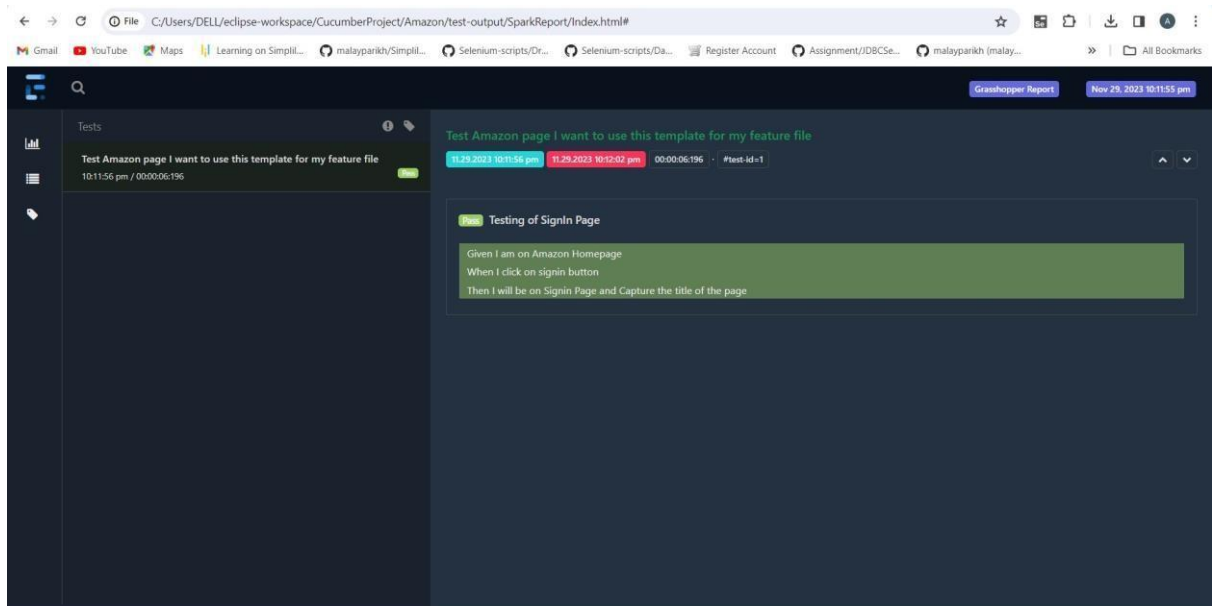 File C:/Users/DELL/eclipse-workspace/CucumberProject/Amazon/test-output/SparkReport/Index.html#
Gmail YouTube Maps Learning on Simplil... malayparikh/Simplil... Selenium-scripts/Dr... Selenium-scripts/Da... Register Account Assignment/JDBCSe... malayparikh (malay... » All Bookmarks
Grasshopper Report Nov 29, 2023 10:11:55 pm
Tests
Test Amazon page I want to use this template for my feature file
10:11:56 pm / 00:00:06:196 Pass
Test Amazon page I want to use this template for my feature file
11.29.2023 10:11:56 pm 11.29.2023 10:12:02 pm 00:00:06:196 · #test-id=1
Pass Testing of SignIn Page
Given I am on Amazon Homepage
When I click on signin button
Then I will be on Signin Page and Capture the title of the page